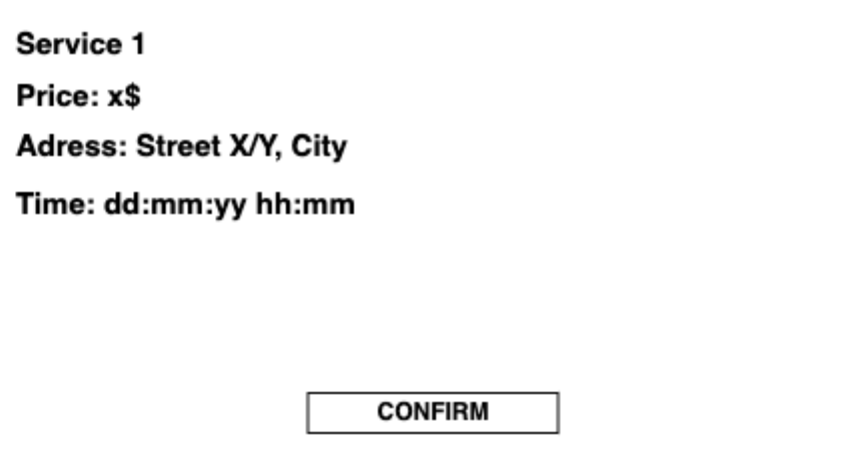 Service 1
Price: x$
Adress: Street X/Y, City
Time: dd:mm:yy hh:mm
CONFIRM